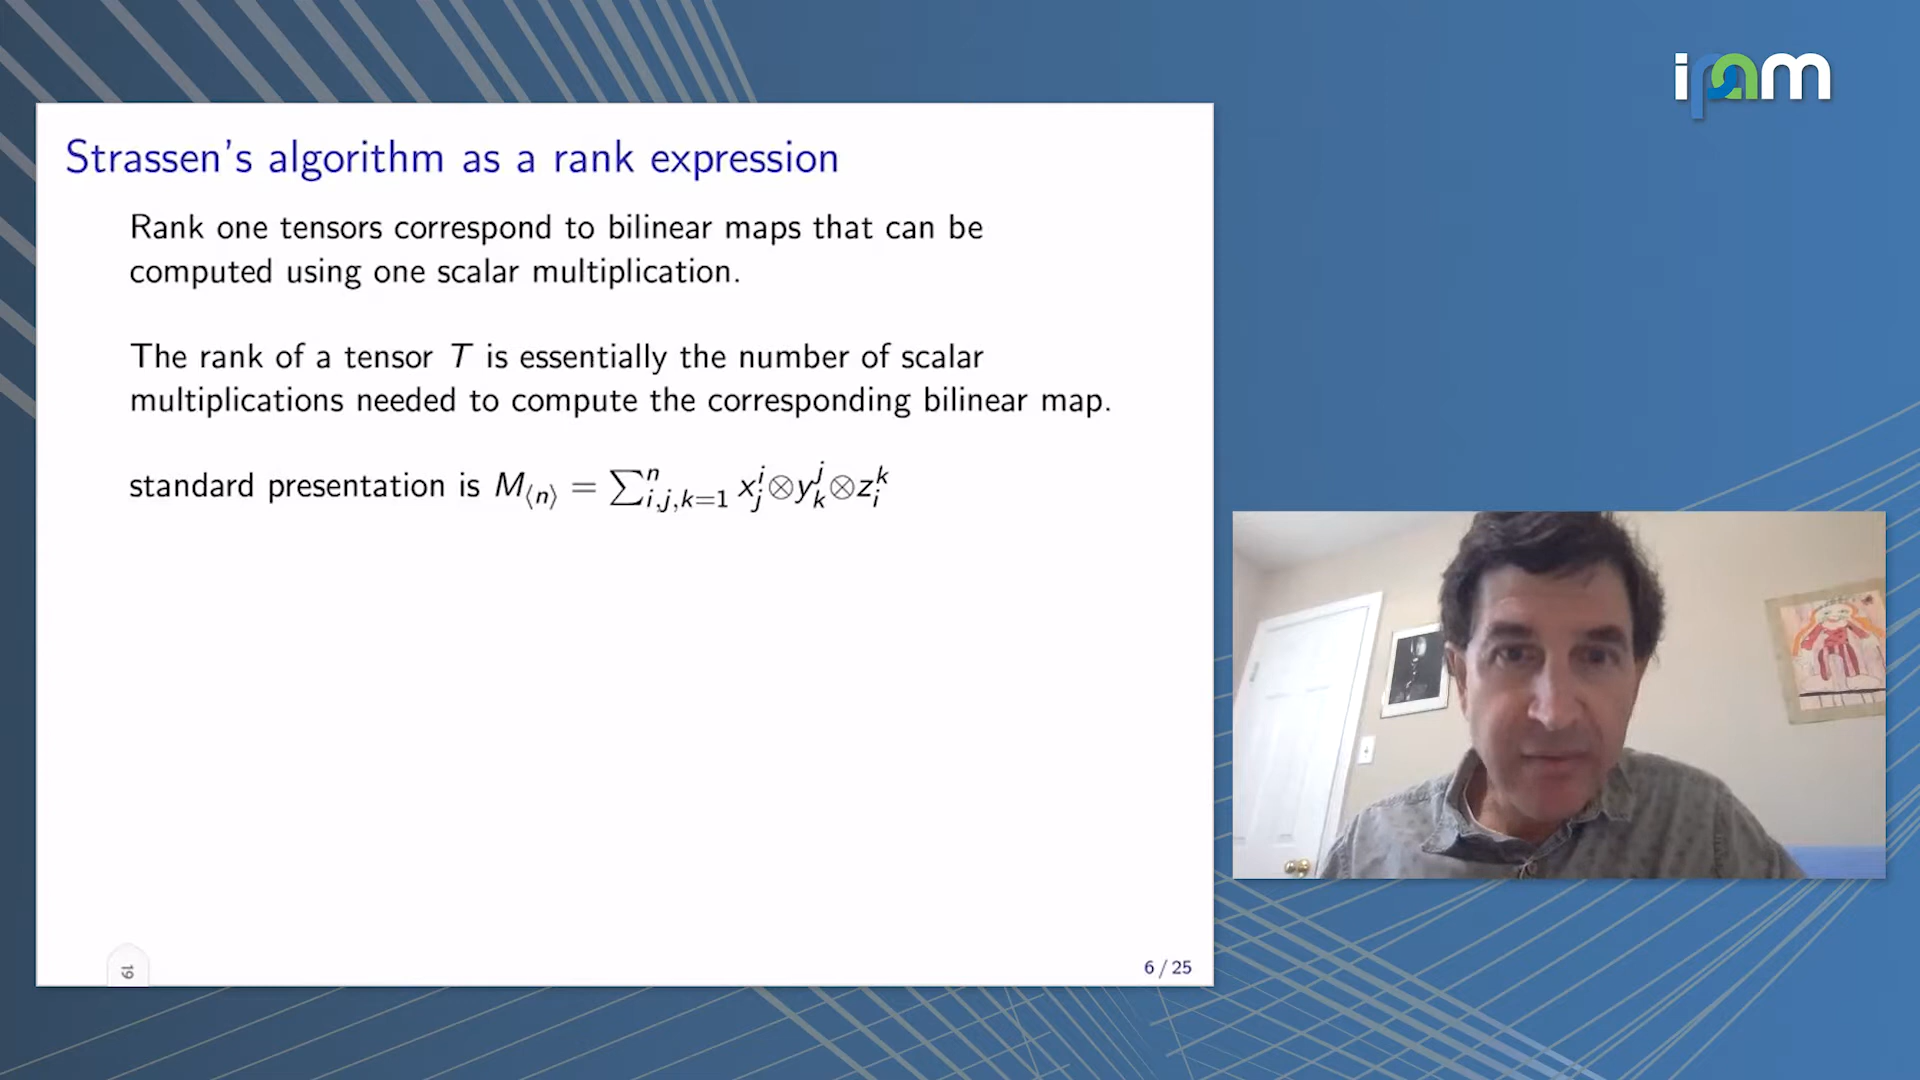 ipam
Strassen's algorithm as a rank expression
Rank one tensors correspond to bilinear maps that can be
computed using one scalar multiplication.
The rank of a tensor T is essentially the number of scalar
multiplications needed to compute the corresponding bilinear map.
standard presentation is M⟨n⟩ = ∑ⁿᵢ,ⱼ,ₖ₌₁ xⁱⱼ⊗yʲₖ⊗zᵏᵢ
19
6 / 25